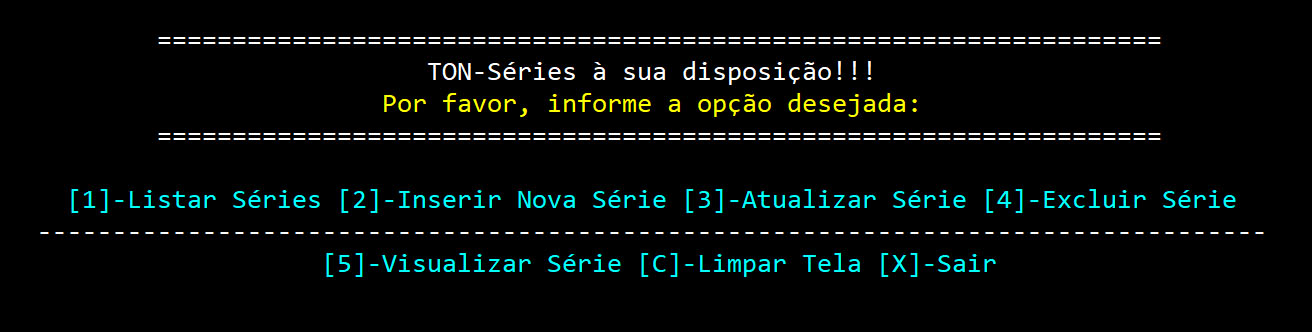 ===================================================================
TON-Séries à sua disposição!!!
Por favor, informe a opção desejada:
===================================================================
[1]-Listar Séries [2]-Inserir Nova Série [3]-Atualizar Série [4]-Excluir Série
----------------------------------------------------------------------------------
[5]-Visualizar Série [C]-Limpar Tela [X]-Sair